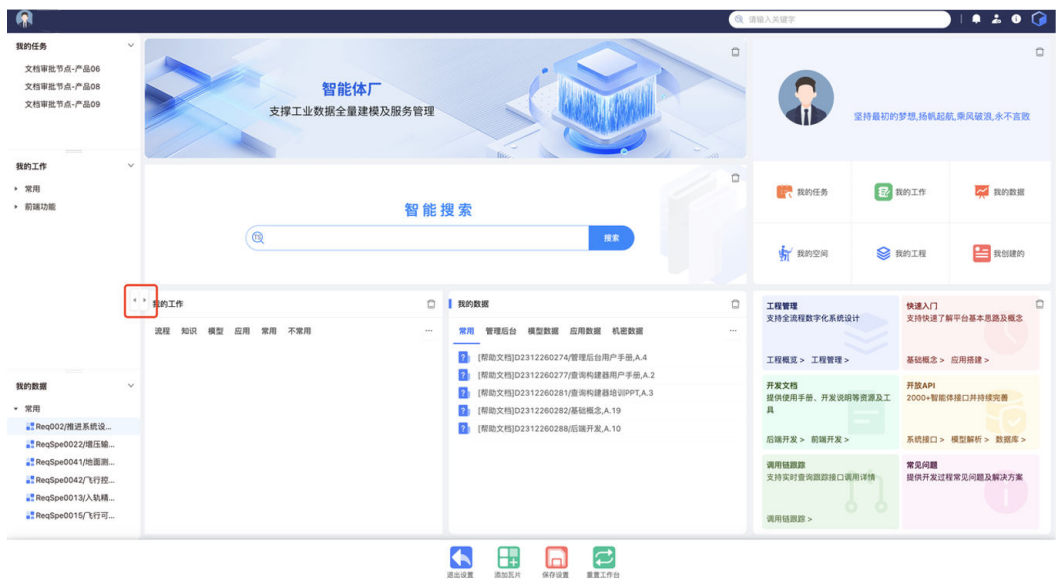 请输入关键字
我的任务
文档审批节点-产品06
文档审批节点-产品08
文档审批节点-产品09
我的工作
常用
前端功能
我的数据
常用
Req002/推进系统设...
ReqSpe0022/增压输...
ReqSpe0041/地面测...
ReqSpe0042/飞行控...
ReqSpe0013/入轨精...
ReqSpe0015/飞行可...
智能体厂
支撑工业数据全量建模及服务管理
智能搜索
搜索
坚持最初的梦想,扬帆起航,乘风破浪,永不言败
我的任务 我的工作 我的数据
我的空间 我的工程 我创建的
我的工作
流程 知识 模型 应用 常用 不常用 ...
我的数据
常用 管理后台 模型数据 应用数据 机密数据 ...
[帮助文档]D2312260274/管理后台用户手册,A.4
[帮助文档]D2312260277/查询构建器用户手册,A.2
[帮助文档]D2312260281/查询构建器培训PPT,A.3
[帮助文档]D2312260282/基础概念,A.19
[帮助文档]D2312260288/后端开发,A.10
工程管理
支持全流程数字化系统设计
工程概览 > 工程管理 >
快速入门
支持快速了解平台基本思路及概念
基础概念 > 应用搭建 >
开发文档
提供使用手册、开发说明等资源及工
具
后端开发 > 前端开发 >
开放API
2000+智能体接口并持续完善
系统接口 > 模型解析 > 数据库 >
调用链跟踪
支持实时查询跟踪接口调用详情
调用链跟踪 >
常见问题
提供开发过程常见问题及解决方案
退出设置 添加瓦片 保存设置 重置工作台